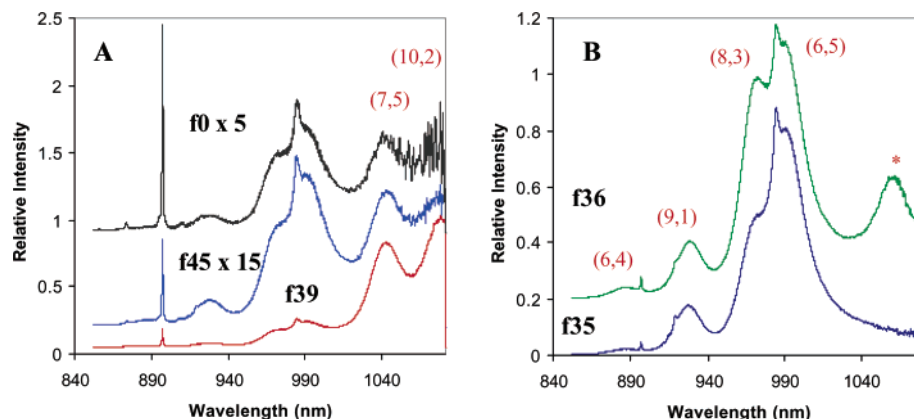 A
B
Relative Intensity
2.5
2
1.5
1
0.5
0
840
890
940
990
1040
Wavelength (nm)
f0 x 5
f45 x 15
f39
(7,5)
(10,2)
Relative Intensity
1.2
1
0.8
0.6
0.4
0.2
0
840
890
940
990
1040
Wavelength (nm)
f36
f35
(6,4)
(9,1)
(8,3)
(6,5)
*